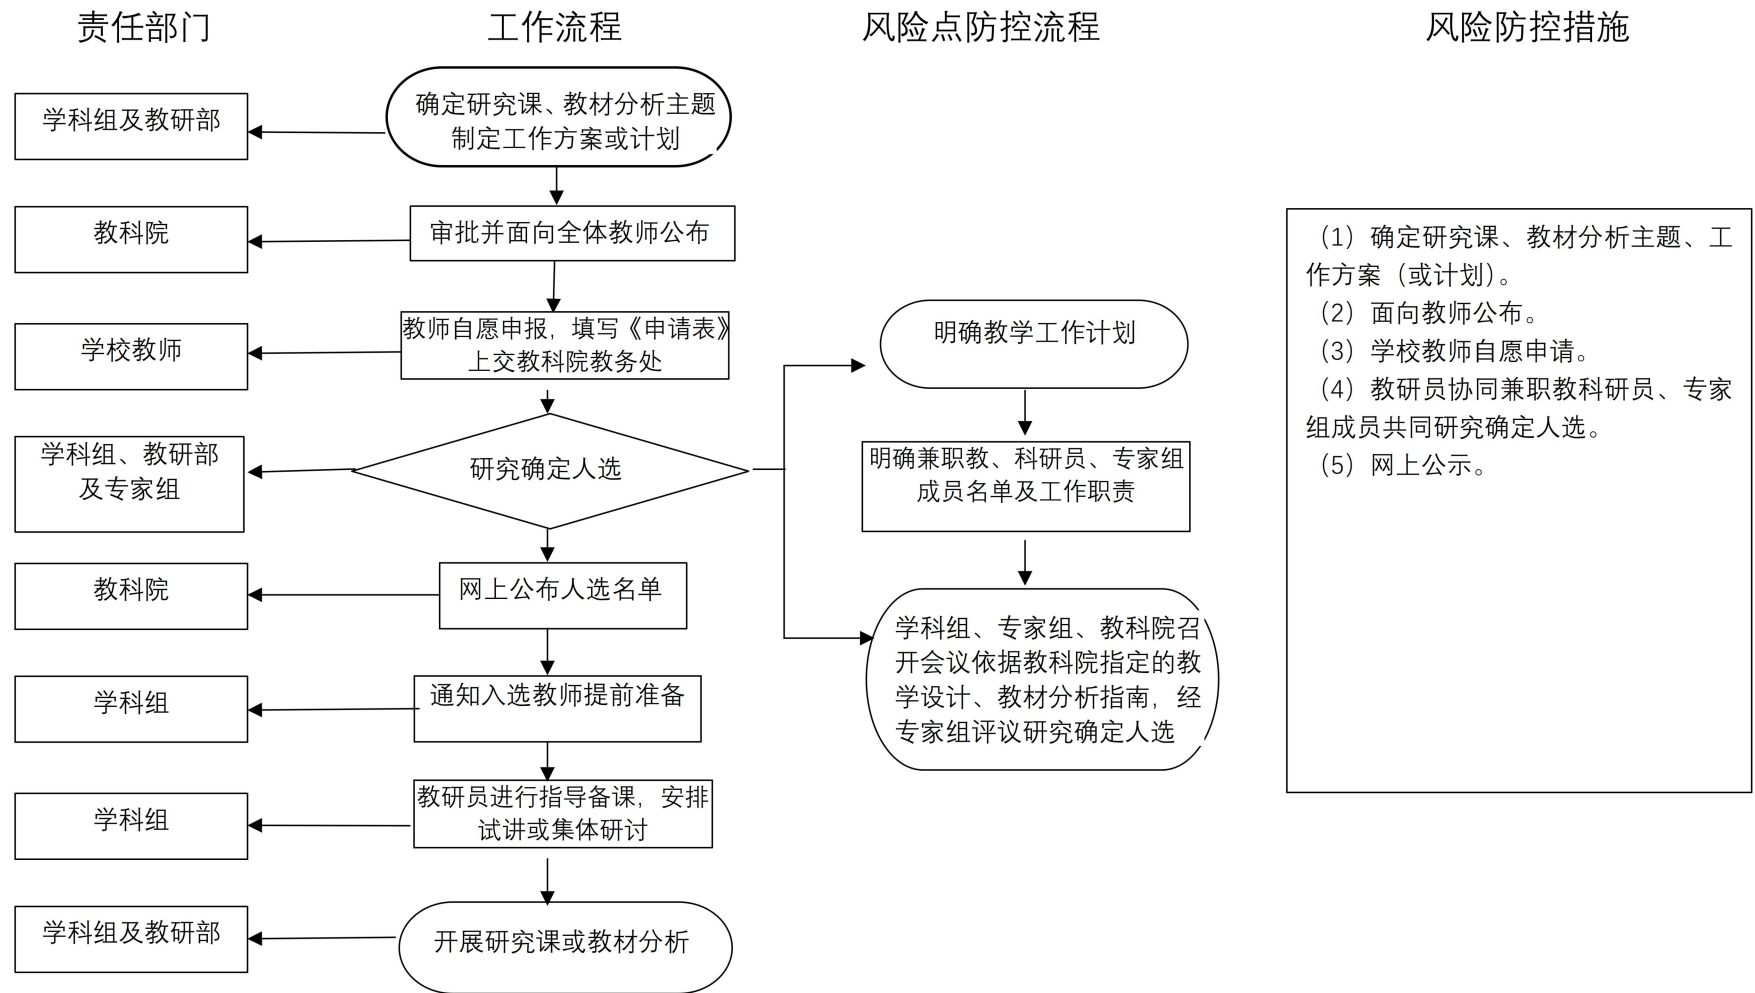 责任部门
工作流程
风险点防控流程
风险防控措施
学科组及教研部
确定研究课、教材分析主题
制定工作方案或计划
教科院
审批并面向全体教师公布
学校教师
教师自愿申报，填写《申请表》
上交教科院教务处
学科组、教研部
及专家组
研究确定人选
教科院
网上公布人选名单
学科组
通知入选教师提前准备
学科组
教研员进行指导备课，安排
试讲或集体研讨
学科组及教研部
开展研究课或教材分析
明确教学工作计划
明确兼职教、科研员、专家组
成员名单及工作职责
学科组、专家组、教科院召
开会议依据教科院指定的教
学设计、教材分析指南，经
专家组评议研究确定人选
（1）确定研究课、教材分析主题、工
作方案（或计划）。
（2）面向教师公布。
（3）学校教师自愿申请。
（4）教研员协同兼职教科研员、专家
组成员共同研究确定人选。
（5）网上公示。